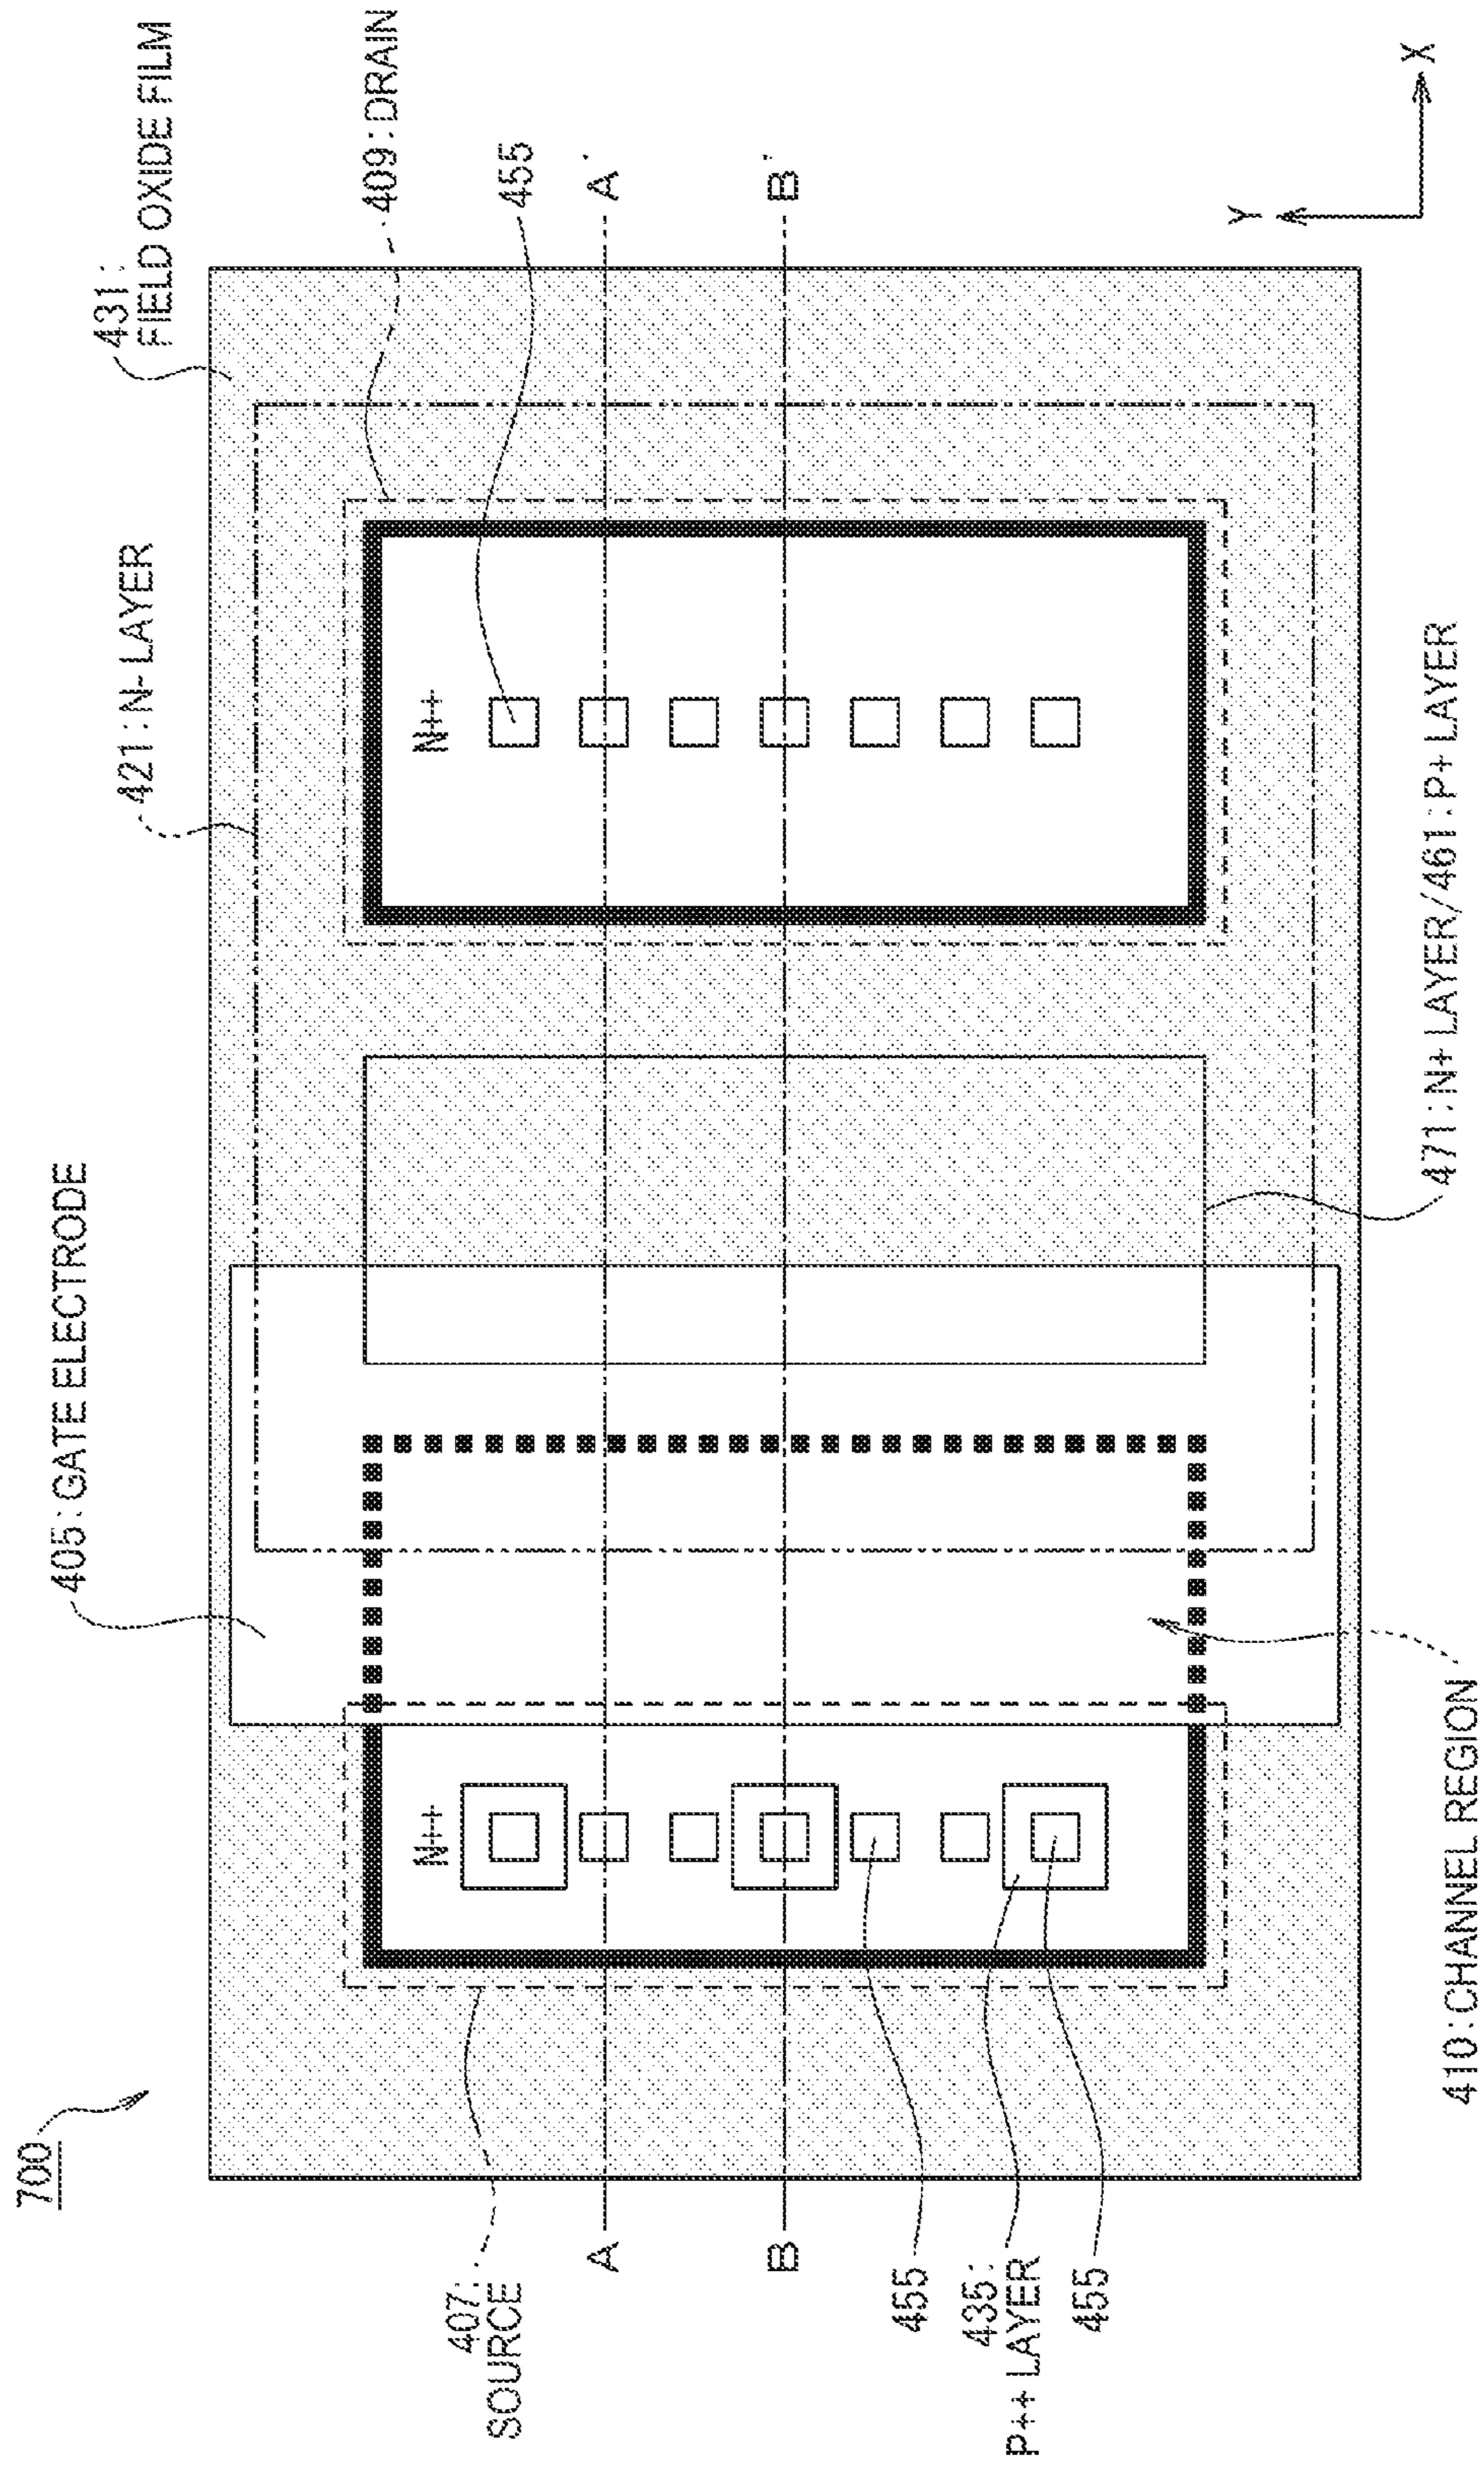 700
405 : GATE ELECTRODE
421 : N- LAYER
431 :
FIELD OXIDE FILM
407 :
SOURCE
409 : DRAIN
N++
N++
455
A
A'
B
B'
455
435 :
P++ LAYER
455
410 : CHANNEL REGION
471 : N+ LAYER/461 : P+ LAYER
Y
X